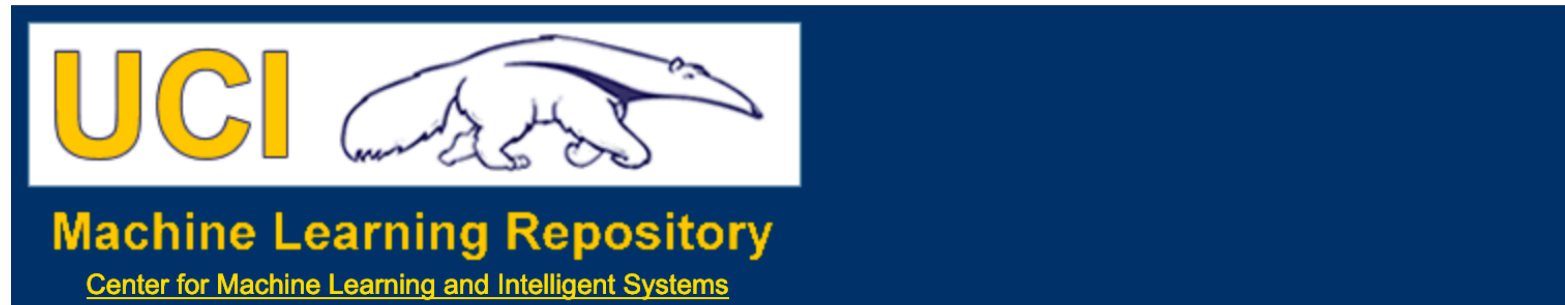 UCI
Machine Learning Repository
Center for Machine Learning and Intelligent Systems